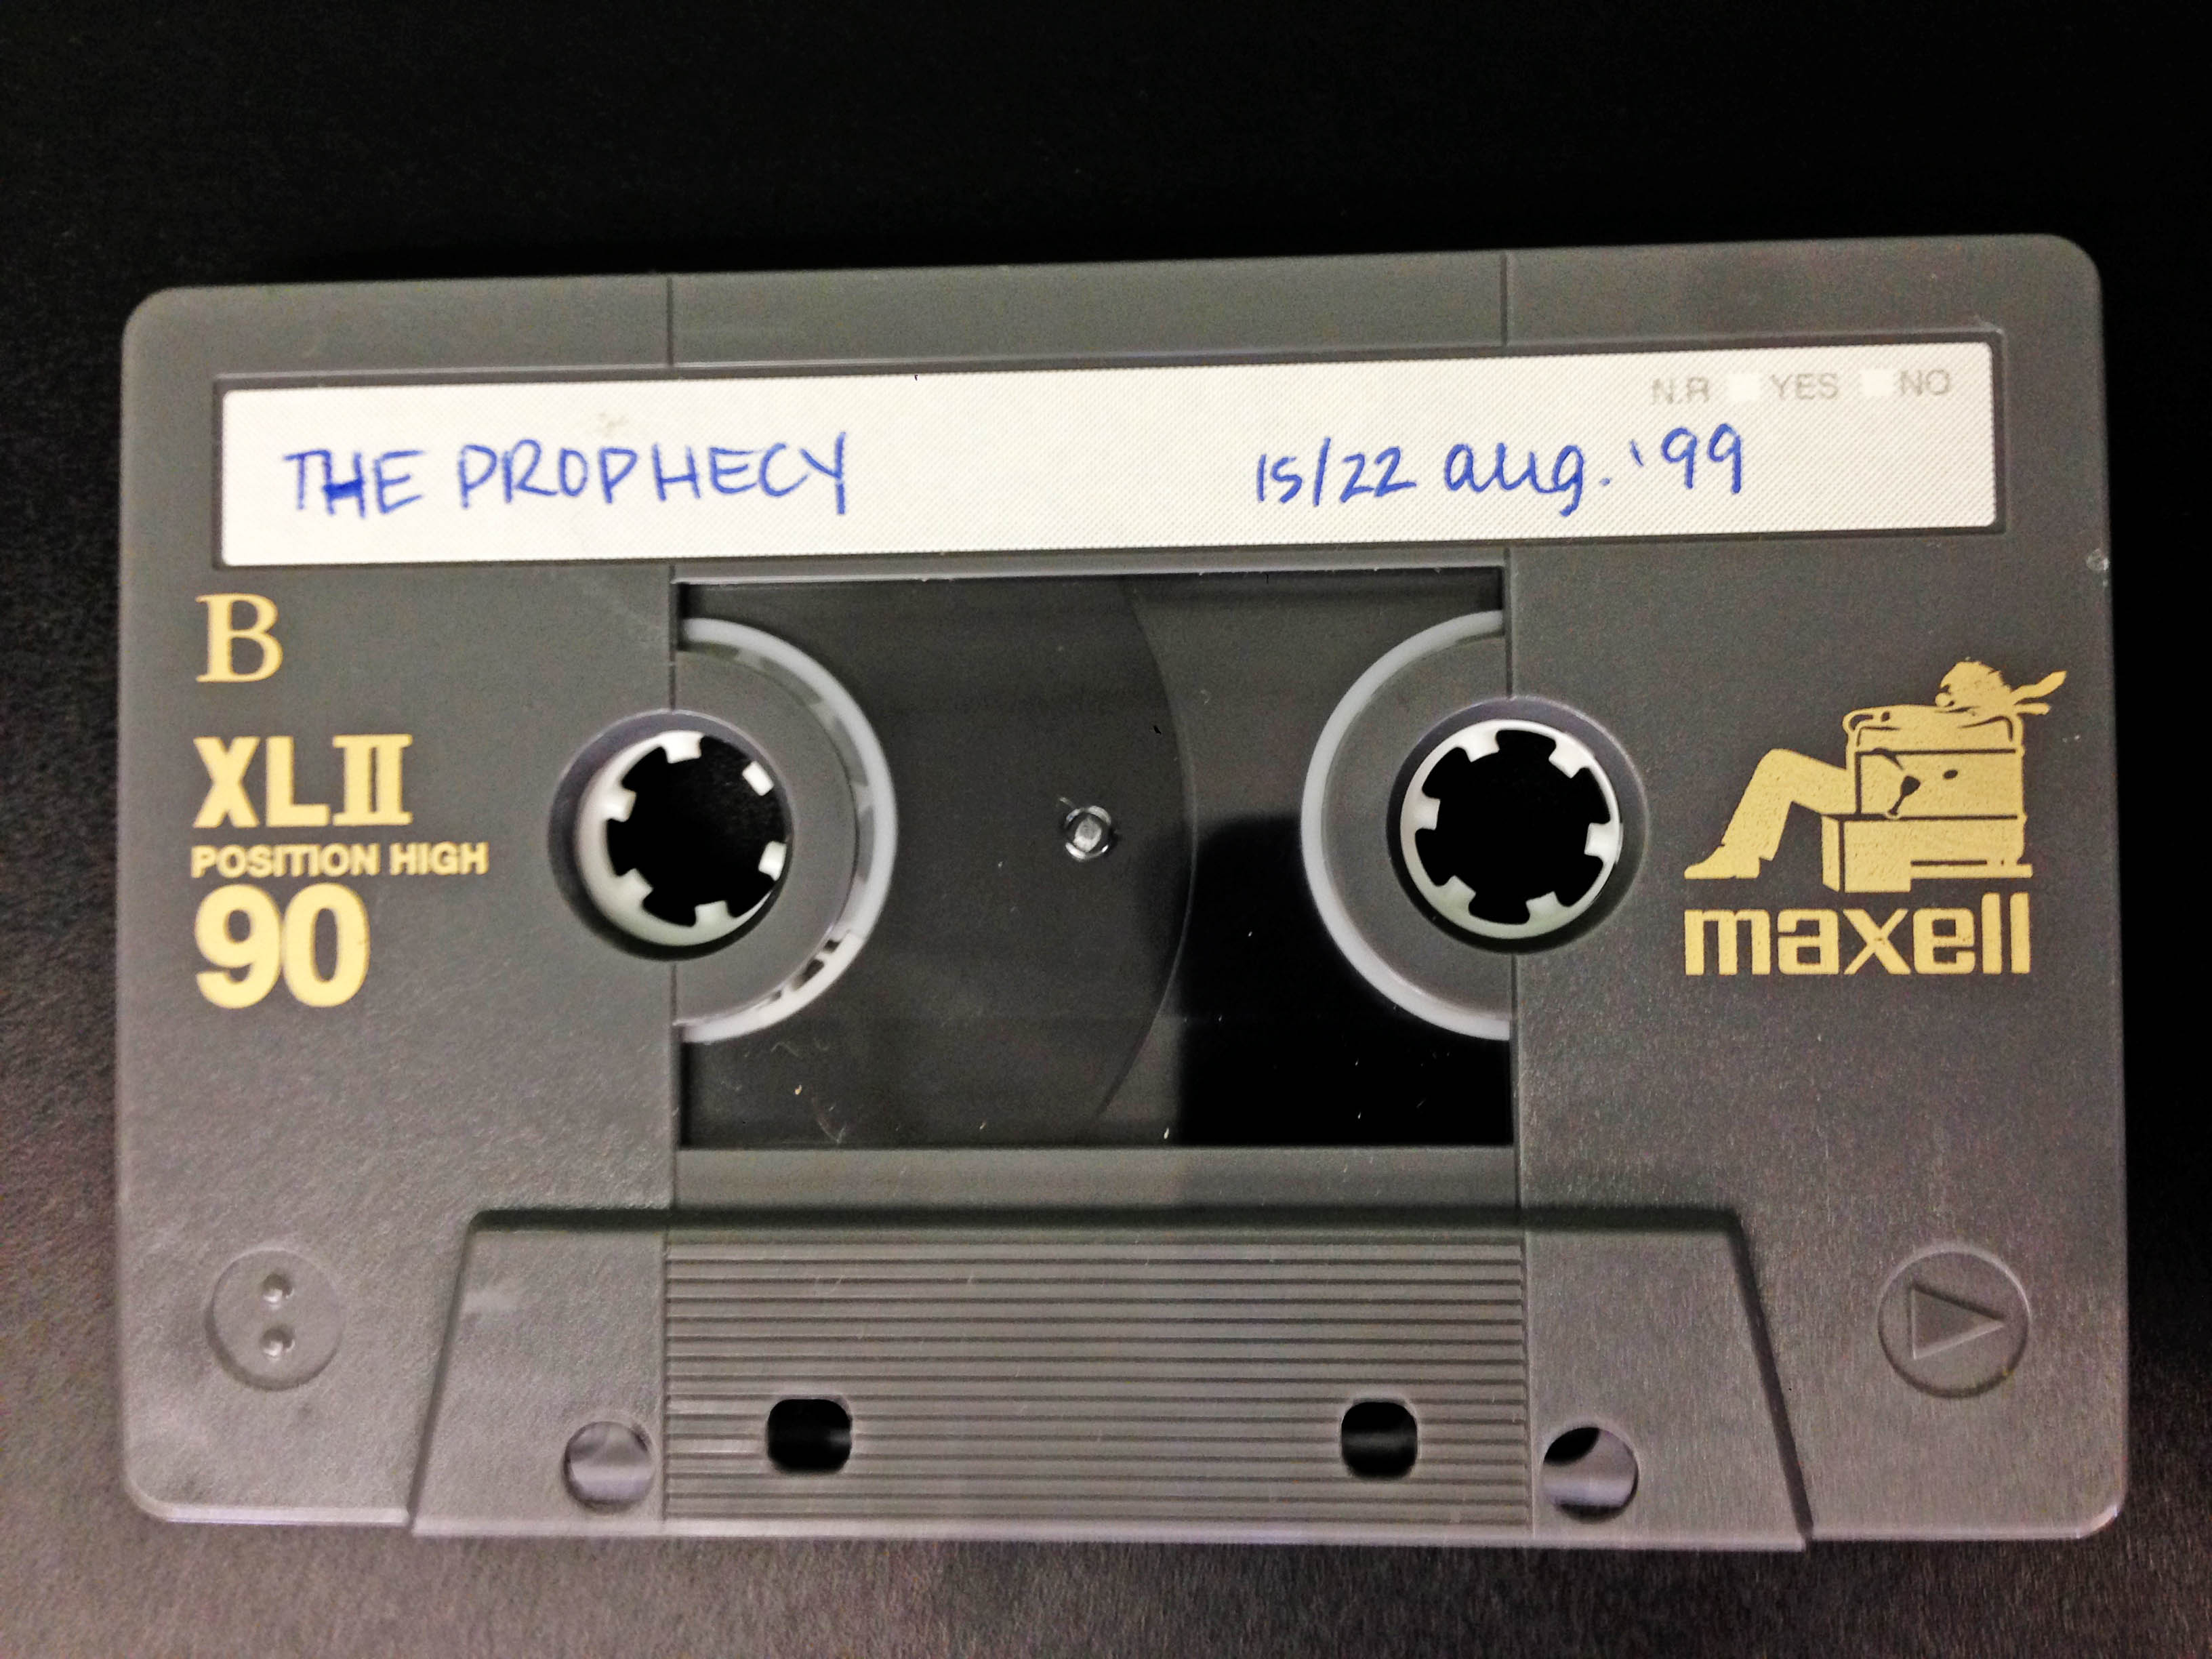 N.R YES NO
THE PROPHECY 15/22 aug. '99
B
XLII
POSITION HIGH
90
maxell